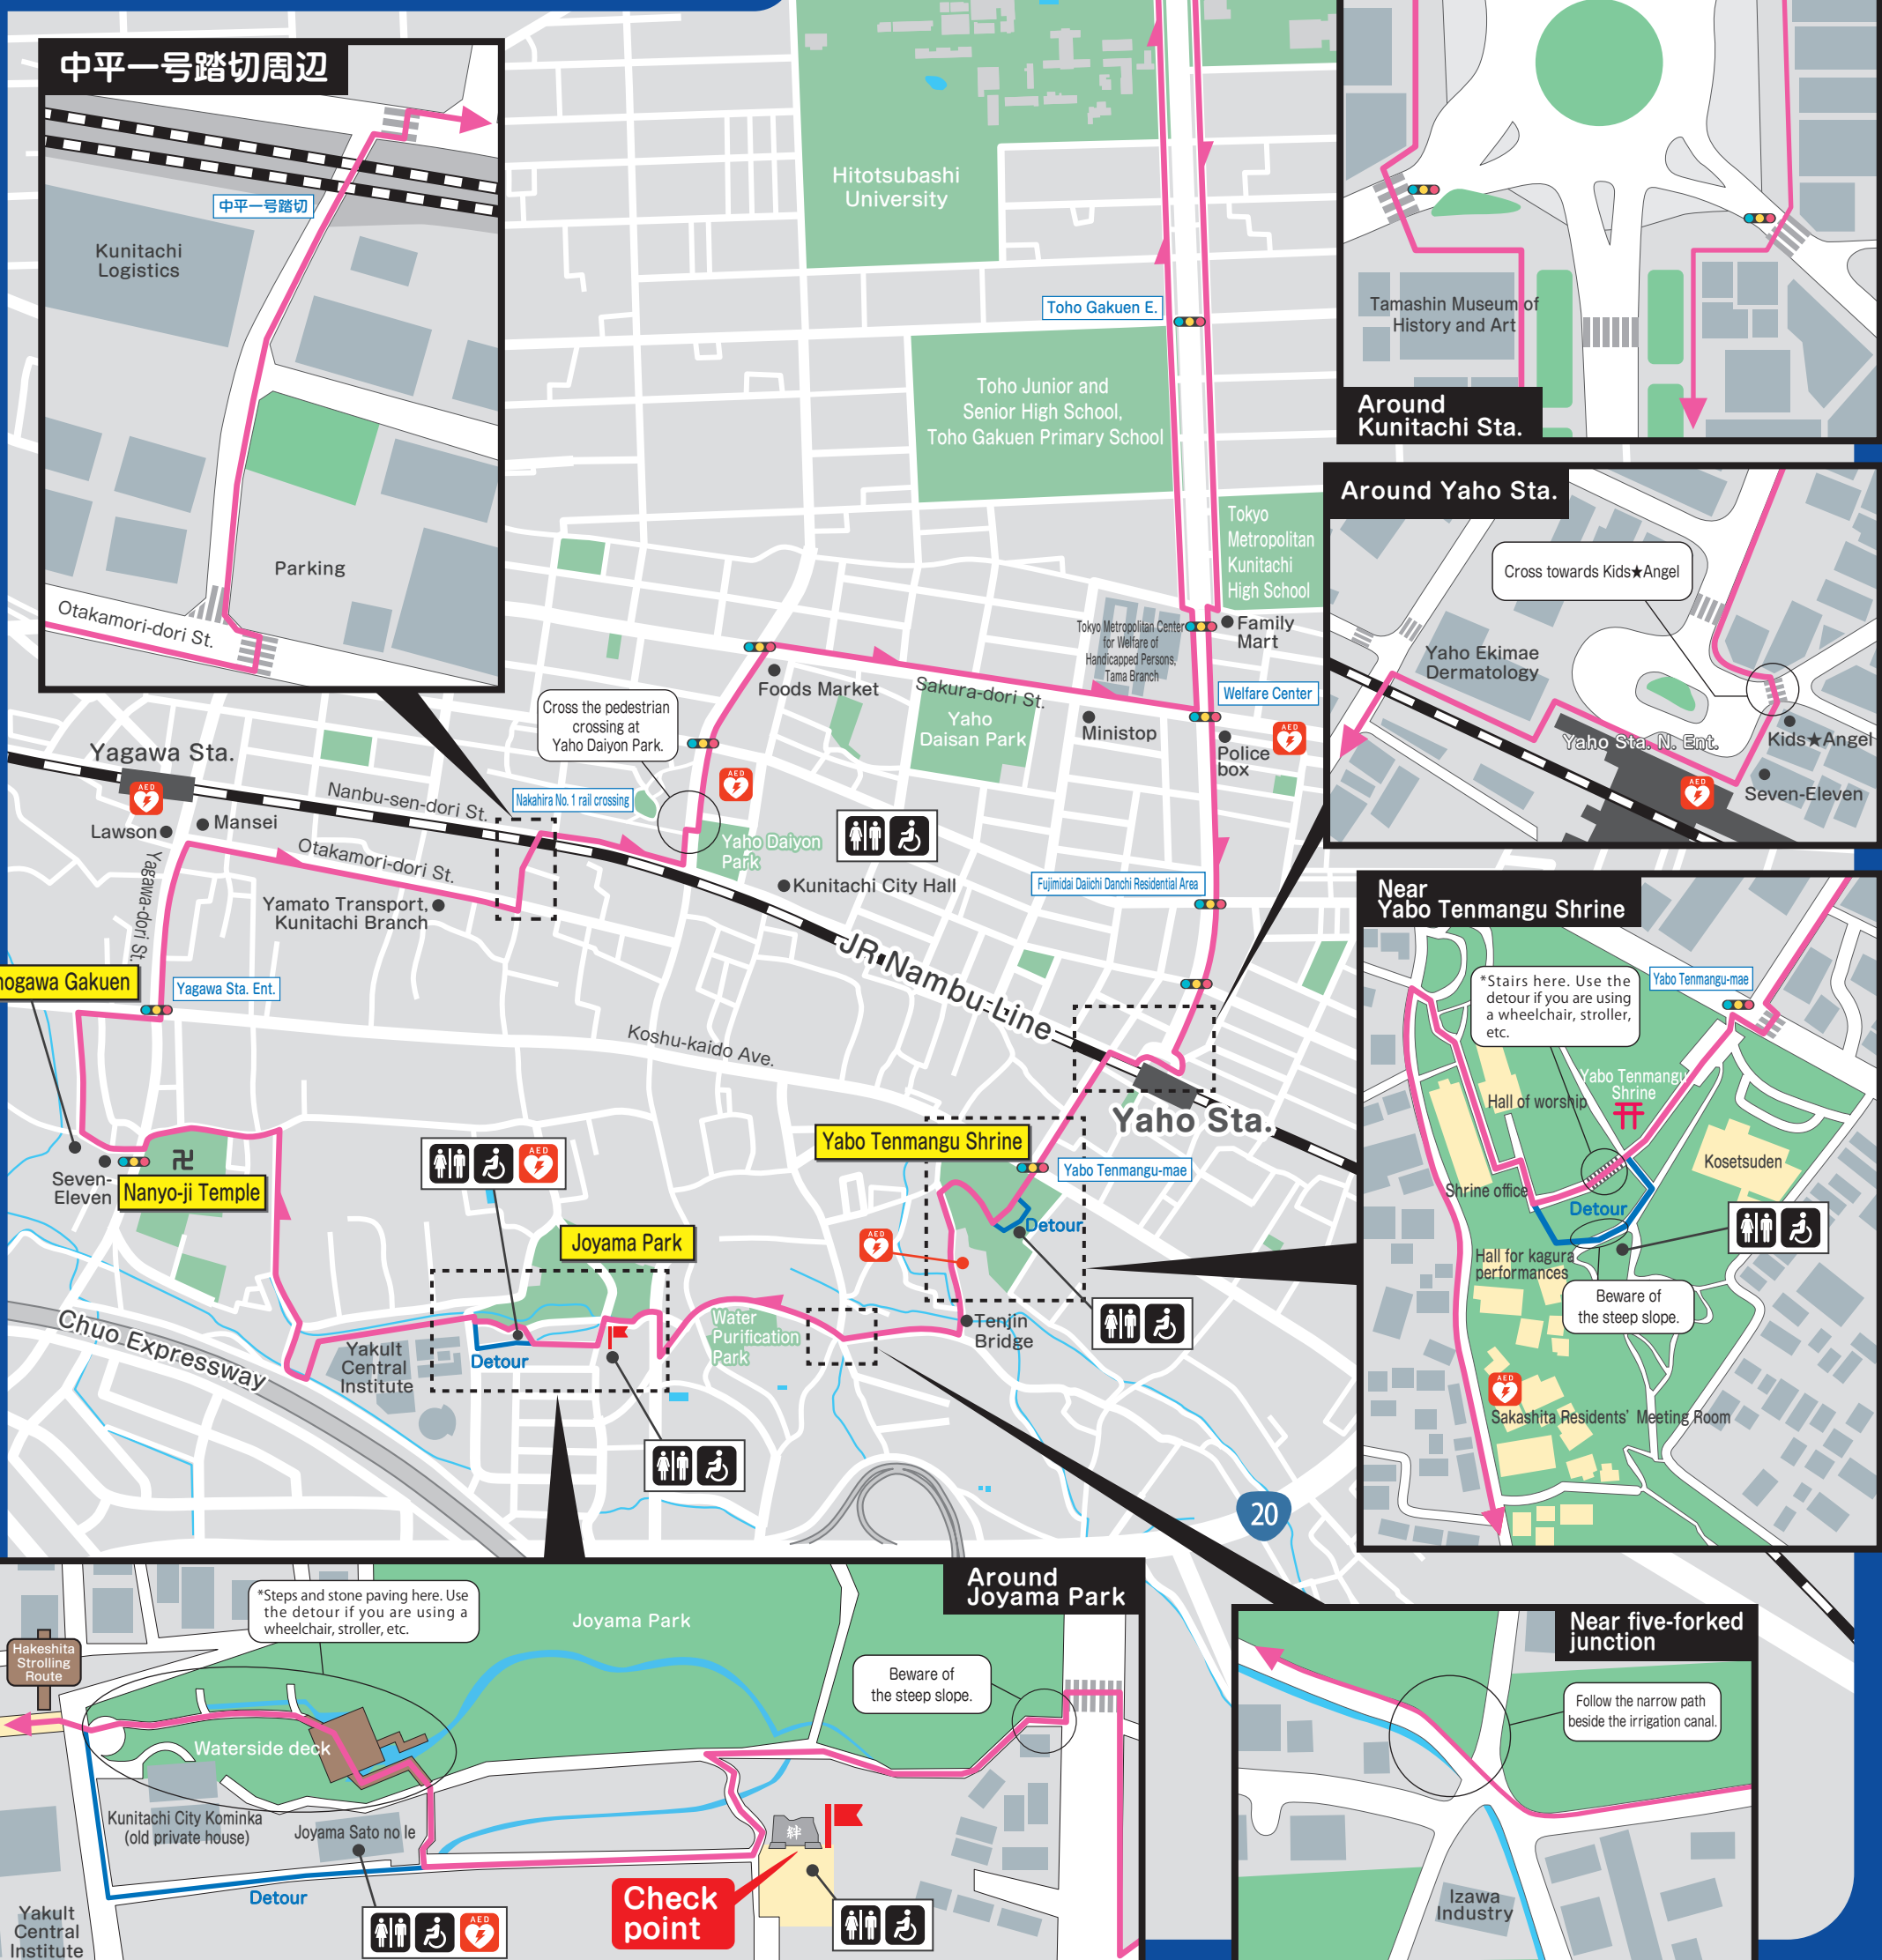 中平一号踏切周辺
中平一号踏切
Kunitachi
Logistics
Parking
Otakamori-dori St.
Hitotsubashi
University
Toho Gakuen E.
Toho Junior and
Senior High School,
Toho Gakuen Primary School
Tokyo
Metropolitan
Kunitachi
High School
Tokyo Metropolitan Center
for Welfare of
Handicapped Persons,
Tama Branch
Family
Mart
Tamashin Museum of
History and Art
Around
Kunitachi Sta.
Around Yaho Sta.
Cross towards Kids★Angel
Yaho Ekimae
Dermatology
Yaho Sta. N. Ent.
Kids★Angel
AED
Seven-Eleven
Foods Market
Sakura-dori St.
Yaho
Daisan Park
Ministop
Welfare Center
Police
box
AED
Cross the pedestrian
crossing at
Yaho Daiyon Park.
Yagawa Sta.
AED
Lawson
Mansei
Nanbu-sen-dori St.
Nakahira No. 1 rail crossing
AED
Yaho Daiyon
Park
Kunitachi City Hall
Fujimidai Daiichi Danchi Residential Area
Otakamori-dori St.
Yagawa-dori St.
Yamato Transport,
Kunitachi Branch
JR Nambu Line
nogawa Gakuen
Yagawa Sta. Ent.
Koshu-kaido Ave.
Yaho Sta.
Yabo Tenmangu Shrine
Yabo Tenmangu-mae
Seven-
Eleven
卍
Nanyo-ji Temple
AED
Joyama Park
AED
Detour
Tenjin
Bridge
Water
Purification
Park
Chuo Expressway
Yakult
Central
Institute
Detour
20
Near
Yabo Tenmangu Shrine
*Stairs here. Use the
detour if you are using
a wheelchair, stroller,
etc.
Yabo Tenmangu-mae
Yabo Tenmangu
Shrine
Hall of worship
Kosetsuden
Shrine office
Detour
Hall for kagura
performances
Beware of
the steep slope.
AED
Sakashita Residents' Meeting Room
Around
Joyama Park
*Steps and stone paving here. Use
the detour if you are using a
wheelchair, stroller, etc.
Joyama Park
Hakeshita
Strolling
Route
Beware of
the steep slope.
Waterside deck
Kunitachi City Kominka
(old private house)
Joyama Sato no Ie
絆
Detour
Check
point
AED
Yakult
Central
Institute
Near five-forked
junction
Follow the narrow path
beside the irrigation canal.
Izawa
Industry